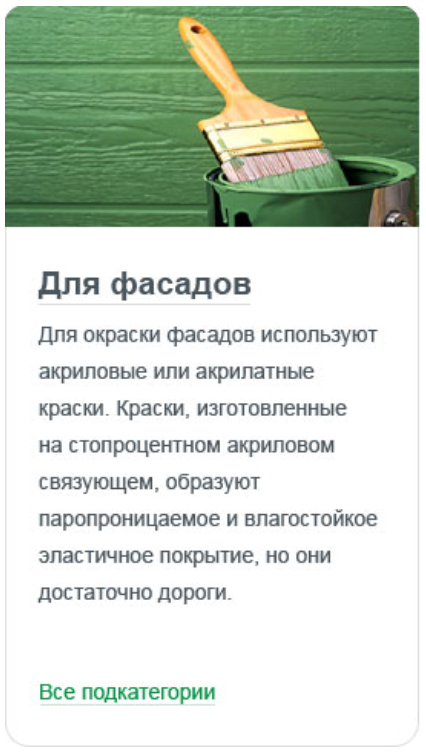 Для фасадов
Для окраски фасадов используют
акриловые или акрилатные
краски. Краски, изготовленные
на стопроцентном акриловом
связующем, образуют
паропроницаемое и влагостойкое
эластичное покрытие, но они
достаточно дороги.
Все подкатегории